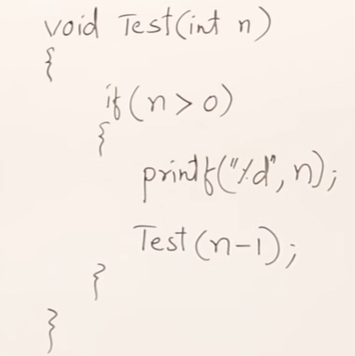 void Test(int n)
{
if(n>0)
{
printf("%d", n);
Test(n-1);
}
}